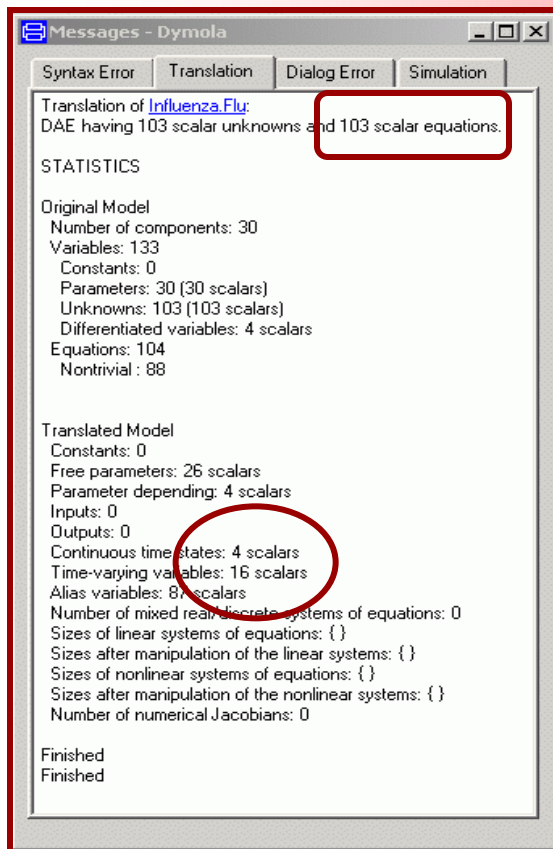 Messages - Dymola
Syntax Error Translation Dialog Error Simulation
Translation of Influenza.Flu:
DAE having 103 scalar unknowns and 103 scalar equations.
STATISTICS
Original Model
Number of components: 30
Variables: 133
Constants: 0
Parameters: 30 (30 scalars)
Unknowns: 103 (103 scalars)
Differentiated variables: 4 scalars
Equations: 104
Nontrivial : 88
Translated Model
Constants: 0
Free parameters: 26 scalars
Parameter depending: 4 scalars
Inputs: 0
Outputs: 0
Continuous time states: 4 scalars
Time-varying variables: 16 scalars
Alias variables: 87 scalars
Number of mixed real/discrete systems of equations: 0
Sizes of linear systems of equations: { }
Sizes after manipulation of the linear systems: { }
Sizes of nonlinear systems of equations: { }
Sizes after manipulation of the nonlinear systems: { }
Number of numerical Jacobians: 0
Finished
Finished